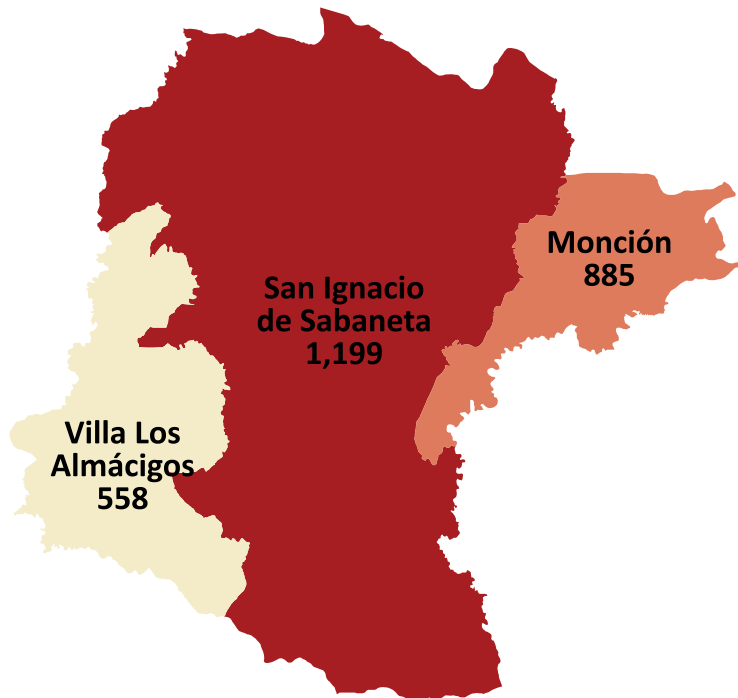 Monción
885
San Ignacio
de Sabaneta
1,199
Villa Los
Almácigos
558